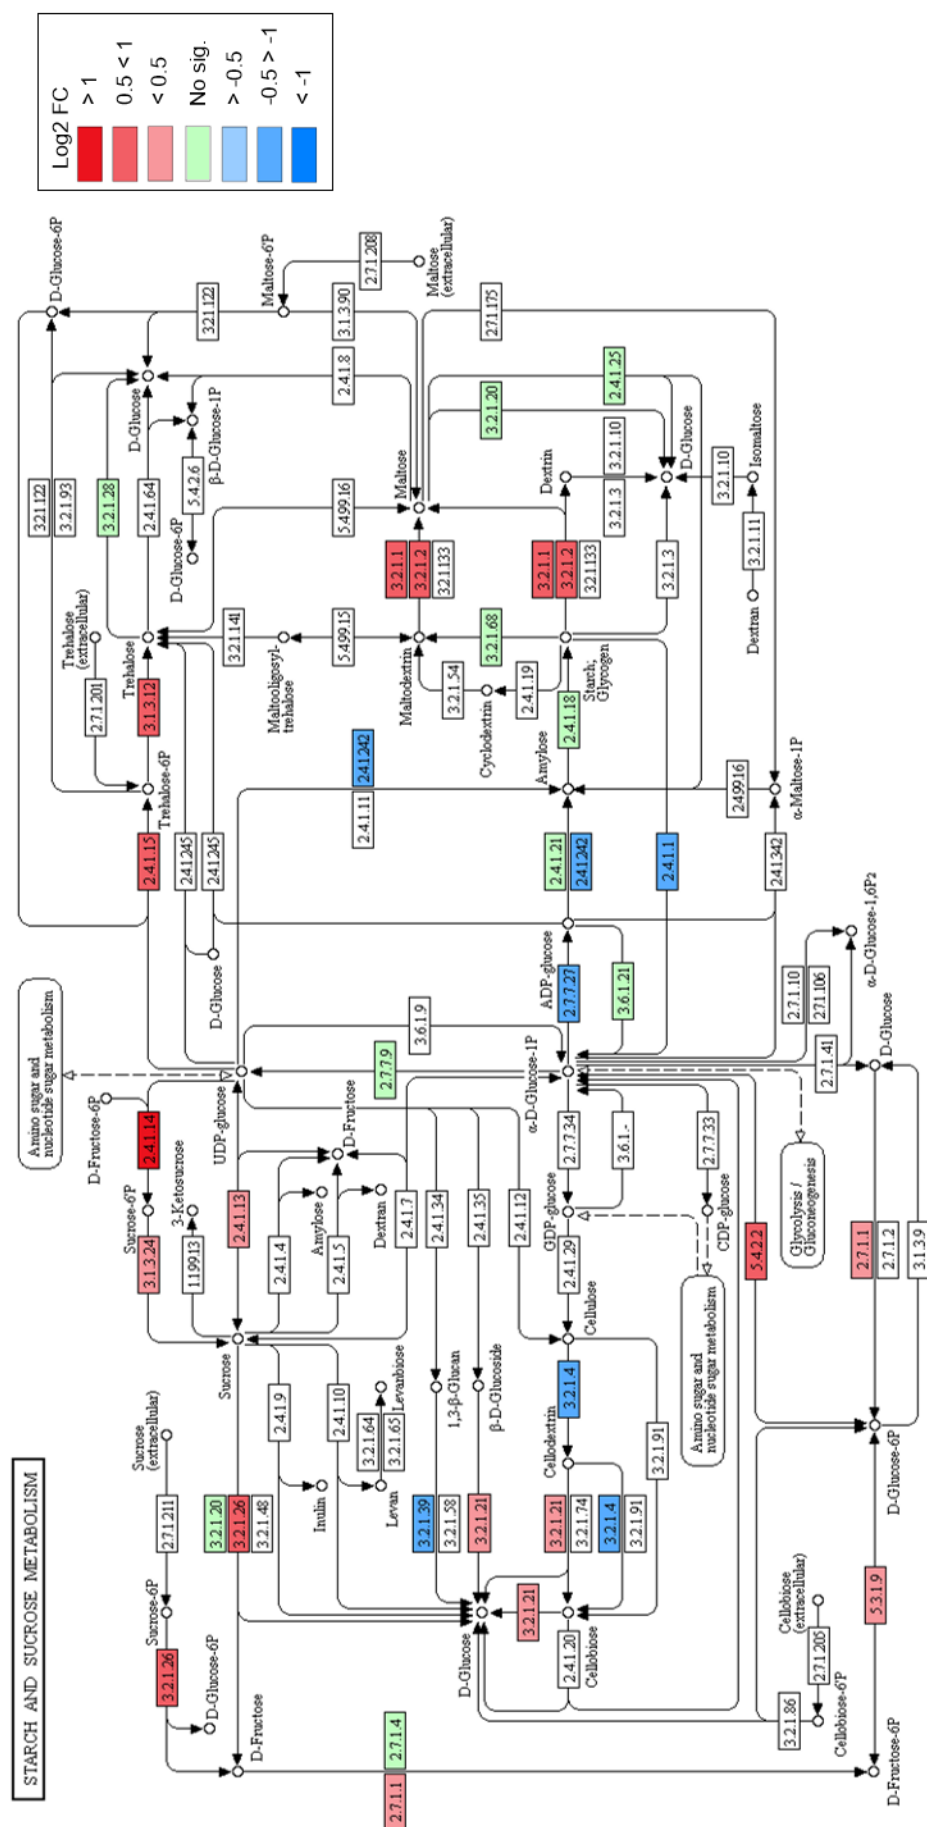 STARCH AND SUCROSE METABOLISM
Log2 FC
> 1
0.5 < 1
< 0.5
No sig.
> -0.5
-0.5 > -1
< -1
Sucrose
(extracellular)
2.7.1.211
Sucrose-6P
3.2.1.26
D-Glucose-6P
D-Fructose
2.7.1.1
2.7.1.4
D-Fructose-6P
Sucrose-6P
3.1.3.24
2.4.1.14
D-Fructose-6P
3-Ketosucrose
1.1.99.13
Sucrose
2.4.1.13
UDP-glucose
Amino sugar and
nucleotide sugar metabolism
3.2.1.20
3.2.1.26
3.2.1.48
2.4.1.9
Inulin
2.4.1.10
Levan
3.2.1.64
3.2.1.65
Levanbiose
2.4.1.4
Amylose
2.4.1.5
Dextran
D-Fructose
2.4.1.7
3.2.1.39
3.2.1.58
1,3-β-Glucan
2.4.1.34
3.2.1.21
β-D-Glucoside
2.4.1.35
2.4.1.12
D-Glucose
3.2.1.21
2.4.1.20
Cellobiose
3.2.1.21
3.2.1.74
3.2.1.4
3.2.1.91
Cellodextrin
3.2.1.4
Cellulose
3.2.1.91
2.4.1.29
GDP-glucose
2.7.7.34
3.6.1.-
α-D-Glucose-1P
2.7.7.9
3.6.1.9
Amino sugar and
nucleotide sugar metabolism
CDP-glucose
2.7.7.33
5.4.2.2
Glycolysis /
Gluconeogenesis
3.2.1.86
Cellobiose-6'P
2.7.1.205
Cellobiose
(extracellular)
5.3.1.9
D-Glucose-6P
2.7.1.1
2.7.1.2
3.1.3.9
D-Glucose
2.7.1.41
2.7.1.10
2.7.1.106
α-D-Glucose-1,6P2
2.7.7.27
ADP-glucose
3.6.1.21
2.4.1.21
2.4.1.242
2.4.1.1
2.4.1.342
Amylose
2.4.1.11
2.4.1.242
2.4.99.16
α-Maltose-1P
2.4.1.18
Starch;
Glycogen
2.4.1.19
Cyclodextrin
3.2.1.54
Maltodextrin
3.2.1.68
3.2.1.1
3.2.1.2
3.2.1.133
3.2.1.1
3.2.1.2
3.2.1.133
Dextrin
3.2.1.3
3.2.1.10
3.2.1.3
D-Glucose
Dextran
3.2.1.11
Isomaltose
3.2.1.10
Maltose
3.2.1.20
2.4.1.25
2.7.1.175
D-Glucose
2.4.1.245
2.4.1.245
2.4.1.15
Trehalose-6P
2.7.1.201
Trehalose
(extracellular)
3.1.3.12
Trehalose
3.2.1.122
3.2.1.93
3.2.1.28
2.4.1.64
D-Glucose
D-Glucose-6P
5.4.2.6
β-D-Glucose-1P
3.2.1.141
Maltooligosyl-
trehalose
5.4.99.15
5.4.99.16
2.4.1.8
3.2.1.122
D-Glucose-6P
Maltose-6'P
3.1.3.90
2.7.1.208
Maltose
(extracellular)